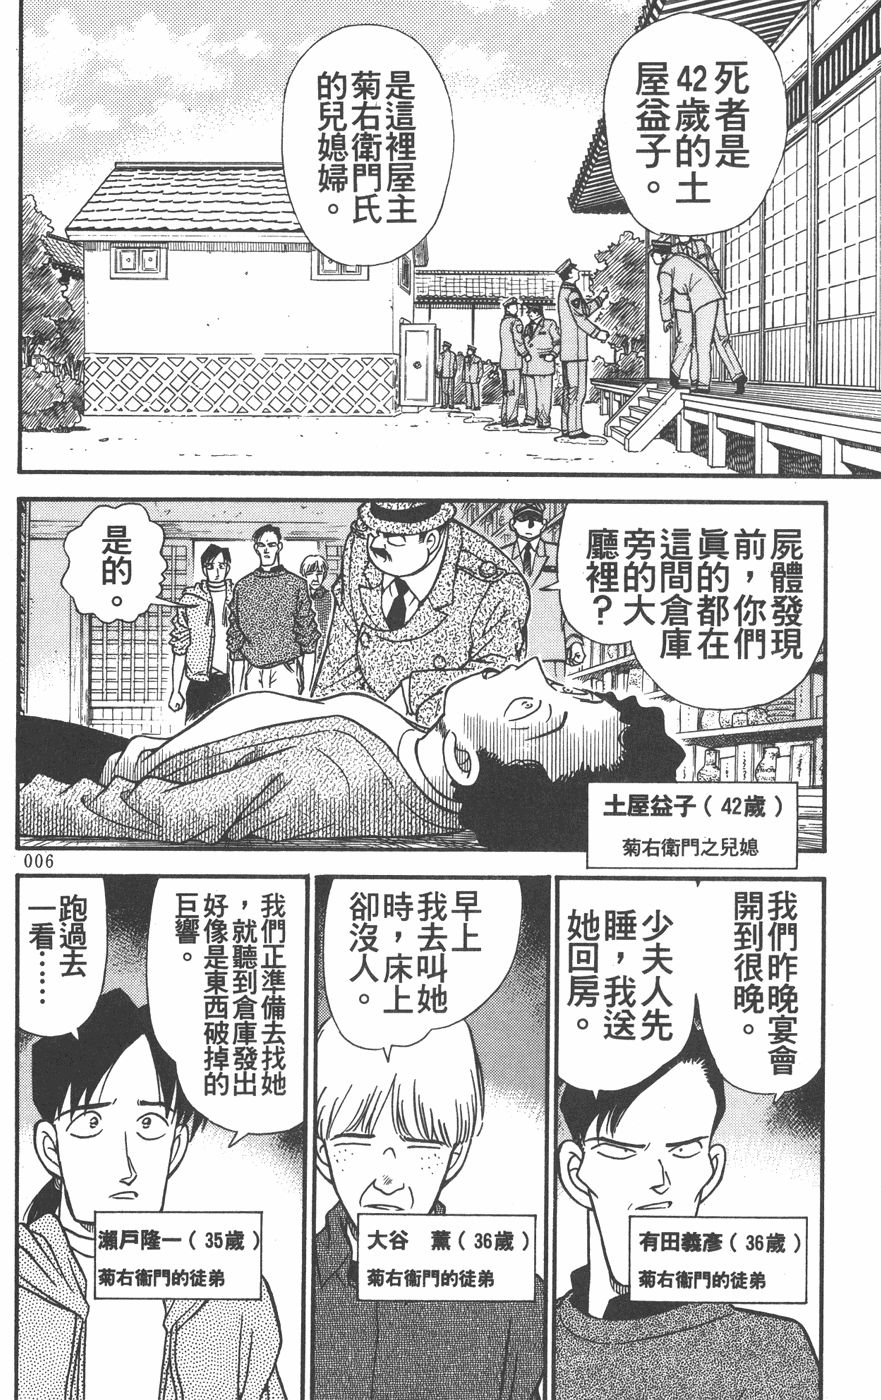 死者是
42歲的土
屋益子。
是這裡屋主
菊右衛門氏
的兒媳婦。
屍體發現
前，你們
眞的都在
這間倉庫
旁的大
廳裡？
是的。
土屋益子（42歲）
菊右衛門之兒媳
006
我們昨晚宴會
開到很晚。
少夫人先
睡，我送
她回房。
有田義彥（36歲）
菊右衞門的徒弟
早上
我去叫她
時，床上
卻沒人。
大谷　薰（36歲）
菊右衞門的徒弟
我們正準備去找她
，就聽到倉庫發出
好像是東西破掉的
巨響。
跑過去
一看……
瀨戶隆一（35歲）
菊右衞門的徒弟